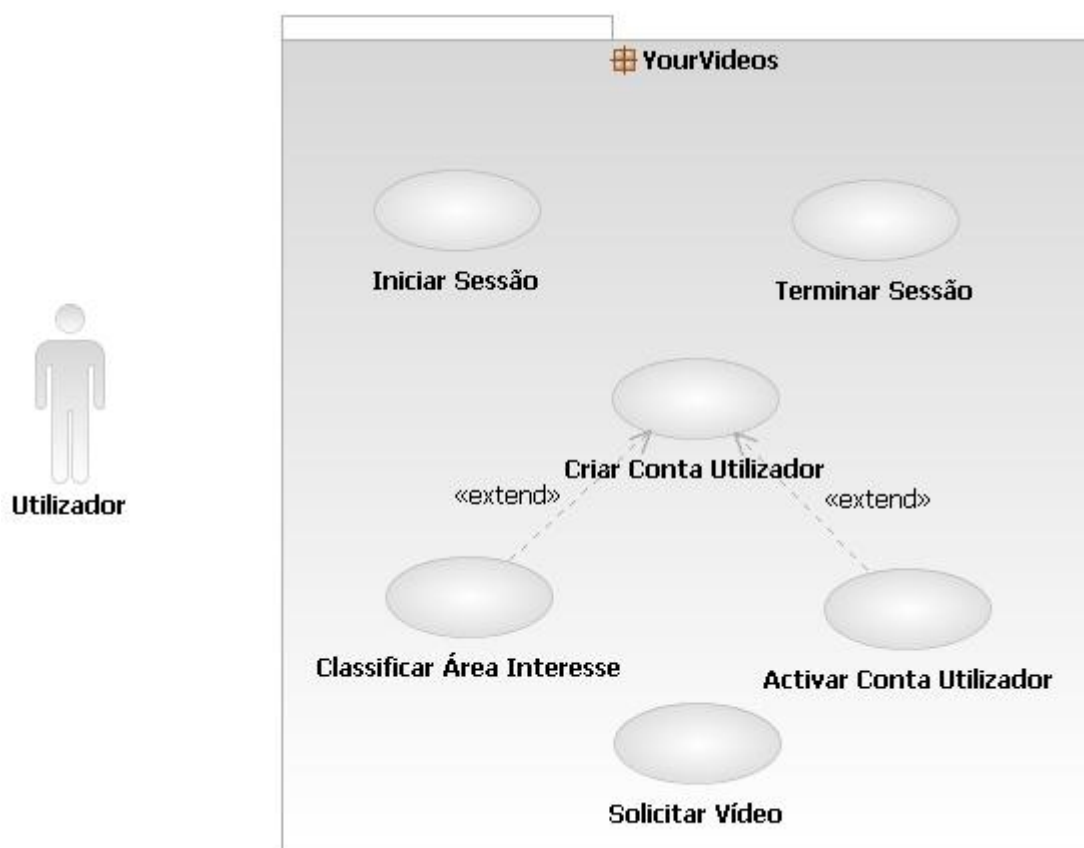 YourVideos
Iniciar Sessão
Terminar Sessão
Utilizador
Criar Conta Utilizador
«extend»
«extend»
Classificar Área Interesse
Activar Conta Utilizador
Solicitar Vídeo